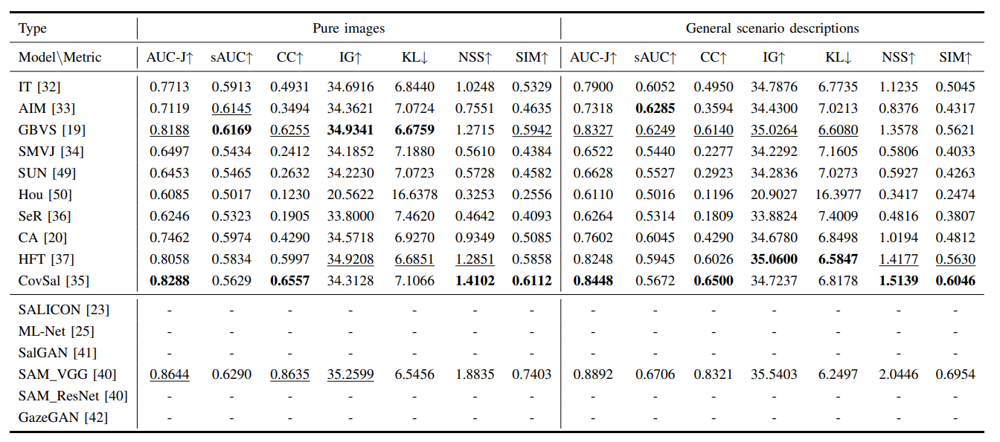 Type Pure images General scenario descriptions
Model\Metric AUC-J↑ sAUC↑ CC↑ IG↑ KL↓ NSS↑ SIM↑ AUC-J↑ sAUC↑ CC↑ IG↑ KL↓ NSS↑ SIM↑
IT [32] 0.7713 0.5913 0.4931 34.6916 6.8440 1.0248 0.5329 0.7900 0.6052 0.4950 34.7876 6.7735 1.1235 0.5045
AIM [33] 0.7119 0.6145 0.3494 34.3621 7.0724 0.7551 0.4635 0.7318 0.6285 0.3594 34.4300 7.0213 0.8376 0.4317
GBVS [19] 0.8188 0.6169 0.6255 34.9341 6.6759 1.2715 0.5942 0.8327 0.6249 0.6140 35.0264 6.6080 1.3578 0.5621
SMVJ [34] 0.6497 0.5434 0.2412 34.1852 7.1880 0.5610 0.4384 0.6522 0.5440 0.2277 34.2292 7.1605 0.5806 0.4033
SUN [49] 0.6453 0.5465 0.2632 34.2230 7.0723 0.5728 0.4582 0.6628 0.5527 0.2923 34.2836 7.0273 0.5927 0.4263
Hou [50] 0.6085 0.5017 0.1230 20.5622 16.6378 0.3253 0.2556 0.6110 0.5016 0.1196 20.9027 16.3977 0.3417 0.2474
SeR [36] 0.6246 0.5323 0.1905 33.8000 7.4620 0.4642 0.4093 0.6264 0.5314 0.1809 33.8824 7.4009 0.4816 0.3807
CA [20] 0.7462 0.5974 0.4290 34.5718 6.9270 0.9349 0.5085 0.7602 0.6045 0.4290 34.6780 6.8498 1.0194 0.4812
HFT [37] 0.8058 0.5834 0.5997 34.9208 6.6851 1.2851 0.5858 0.8248 0.5945 0.6026 35.0600 6.5847 1.4177 0.5630
CovSal [35] 0.8288 0.5629 0.6557 34.3128 7.1066 1.4102 0.6112 0.8448 0.5672 0.6500 34.7237 6.8178 1.5139 0.6046
SALICON [23] - - - - - - - - - - - - - -
ML-Net [25] - - - - - - - - - - - - - -
SalGAN [41] - - - - - - - - - - - - - -
SAM_VGG [40] 0.8644 0.6290 0.8635 35.2599 6.5456 1.8835 0.7403 0.8892 0.6706 0.8321 35.5403 6.2497 2.0446 0.6954
SAM_ResNet [40] - - - - - - - - - - - - - -
GazeGAN [42] - - - - - - - - - - - - - -